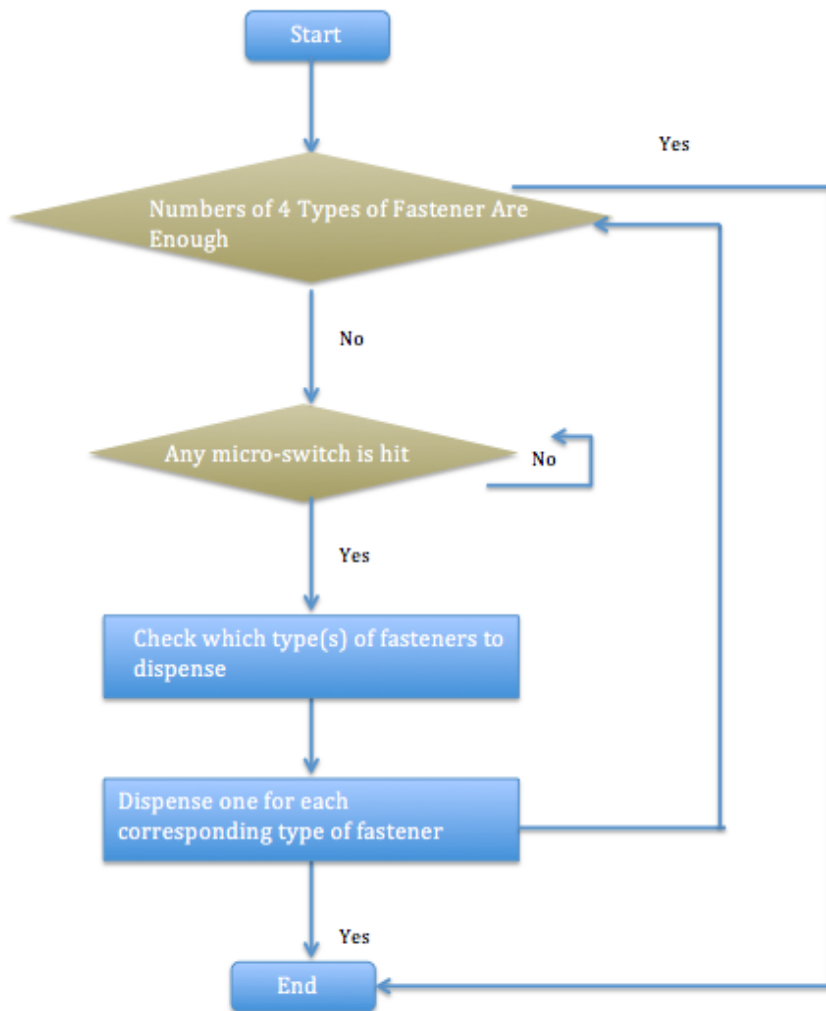 Start
Yes
Numbers of 4 Types of Fastener Are
Enough
No
Any micro-switch is hit
No
Yes
Check which type(s) of fasteners to
dispense
Dispense one for each
corresponding type of fastener
Yes
End